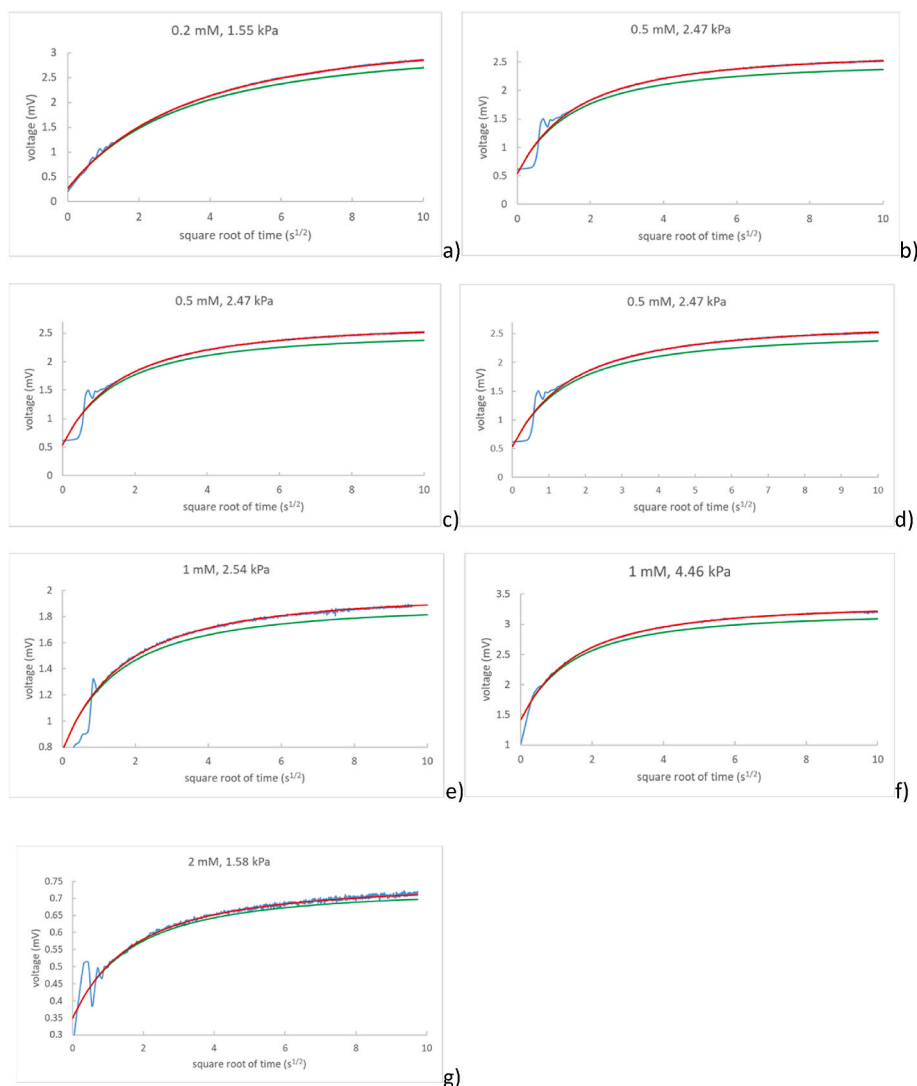 0.2 mM, 1.55 kPa
voltage (mV)
3
2.5
2
1.5
1
0.5
0
0 2 4 6 8 10
square root of time (s1/2)
a)
0.5 mM, 2.47 kPa
voltage (mV)
2.5
2
1.5
1
0.5
0
0 2 4 6 8 10
square root of time (s1/2)
b)
0.5 mM, 2.47 kPa
voltage (mV)
2.5
2
1.5
1
0.5
0
0 2 4 6 8 10
square root of time (s1/2)
c)
0.5 mM, 2.47 kPa
voltage (mV)
2.5
2
1.5
1
0.5
0
0 1 2 3 4 5 6 7 8 9 10
square root of time (s1/2)
d)
1 mM, 2.54 kPa
voltage (mV)
2
1.8
1.6
1.4
1.2
1
0.8
0 2 4 6 8 10
square root of time (s1/2)
e)
1 mM, 4.46 kPa
voltage (mV)
3.5
3
2.5
2
1.5
1
0 2 4 6 8 10
square root of time (s1/2)
f)
2 mM, 1.58 kPa
voltage (mV)
0.75
0.7
0.65
0.6
0.55
0.5
0.45
0.4
0.35
0.3
0 2 4 6 8 10
square root of time (s1/2)
g)